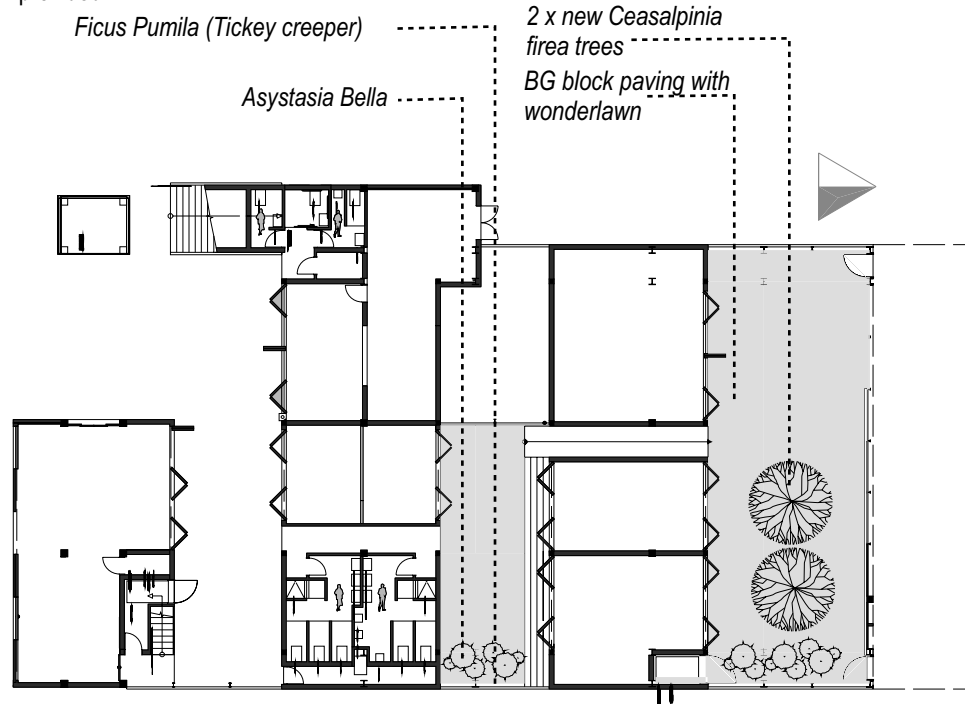 Ficus Pumila (Tickey creeper)
2 x new Ceasalpinia
firea trees
Asystasia Bella
BG block paving with
wonderlawn